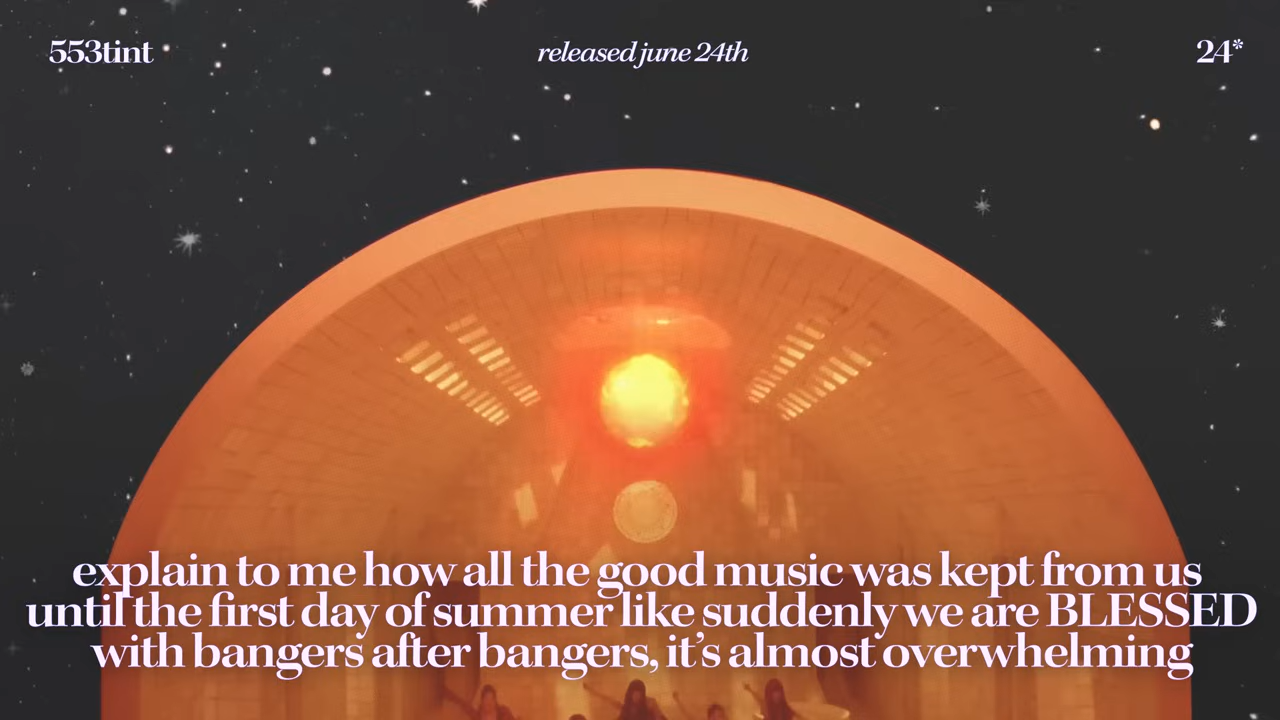 553tint
released june 24th
24*
explain to me how all the good music was kept from us
until the first day of summer like suddenly we are BLESSED
with bangers after bangers, it's almost overwhelming